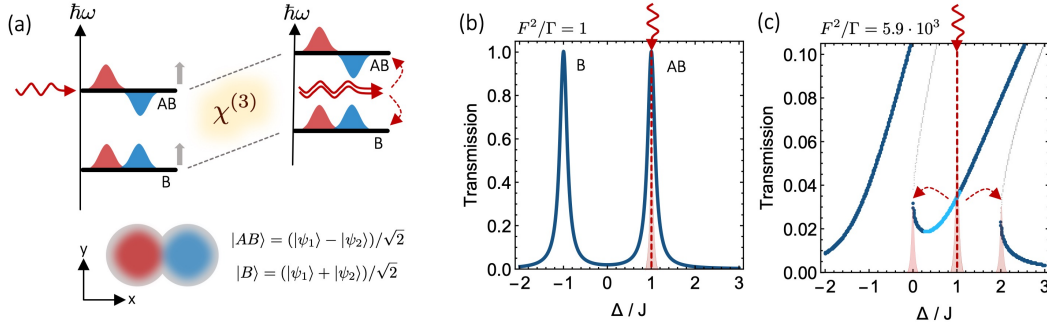 (a)
ħω
AB
B
χ(3)
ħω
AB
B
y
x
|AB⟩ = (|ψ1⟩ − |ψ2⟩)/√2
|B⟩ = (|ψ1⟩ + |ψ2⟩)/√2
(b)
F²/Γ = 1
B
AB
Transmission
1.0
0.8
0.6
0.4
0.2
0.0
−2 −1 0 1 2 3
Δ / J
(c)
F²/Γ = 5.9 · 10³
Transmission
0.10
0.08
0.06
0.04
0.02
0.00
−2 −1 0 1 2 3
Δ / J